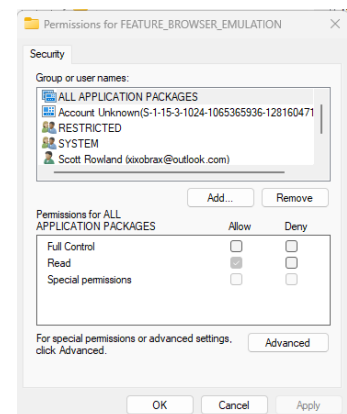 Permissions for FEATURE_BROWSER_EMULATION
Security
Group or user names:
ALL APPLICATION PACKAGES
Account Unknown(S-1-15-3-1024-1065365936-128160471
RESTRICTED
SYSTEM
Scott Rowland (xixobrax@outlook.com)
Add... Remove
Permissions for ALL
APPLICATION PACKAGES Allow Deny
Full Control
Read
Special permissions
For special permissions or advanced settings,
click Advanced.
Advanced
OK Cancel Apply